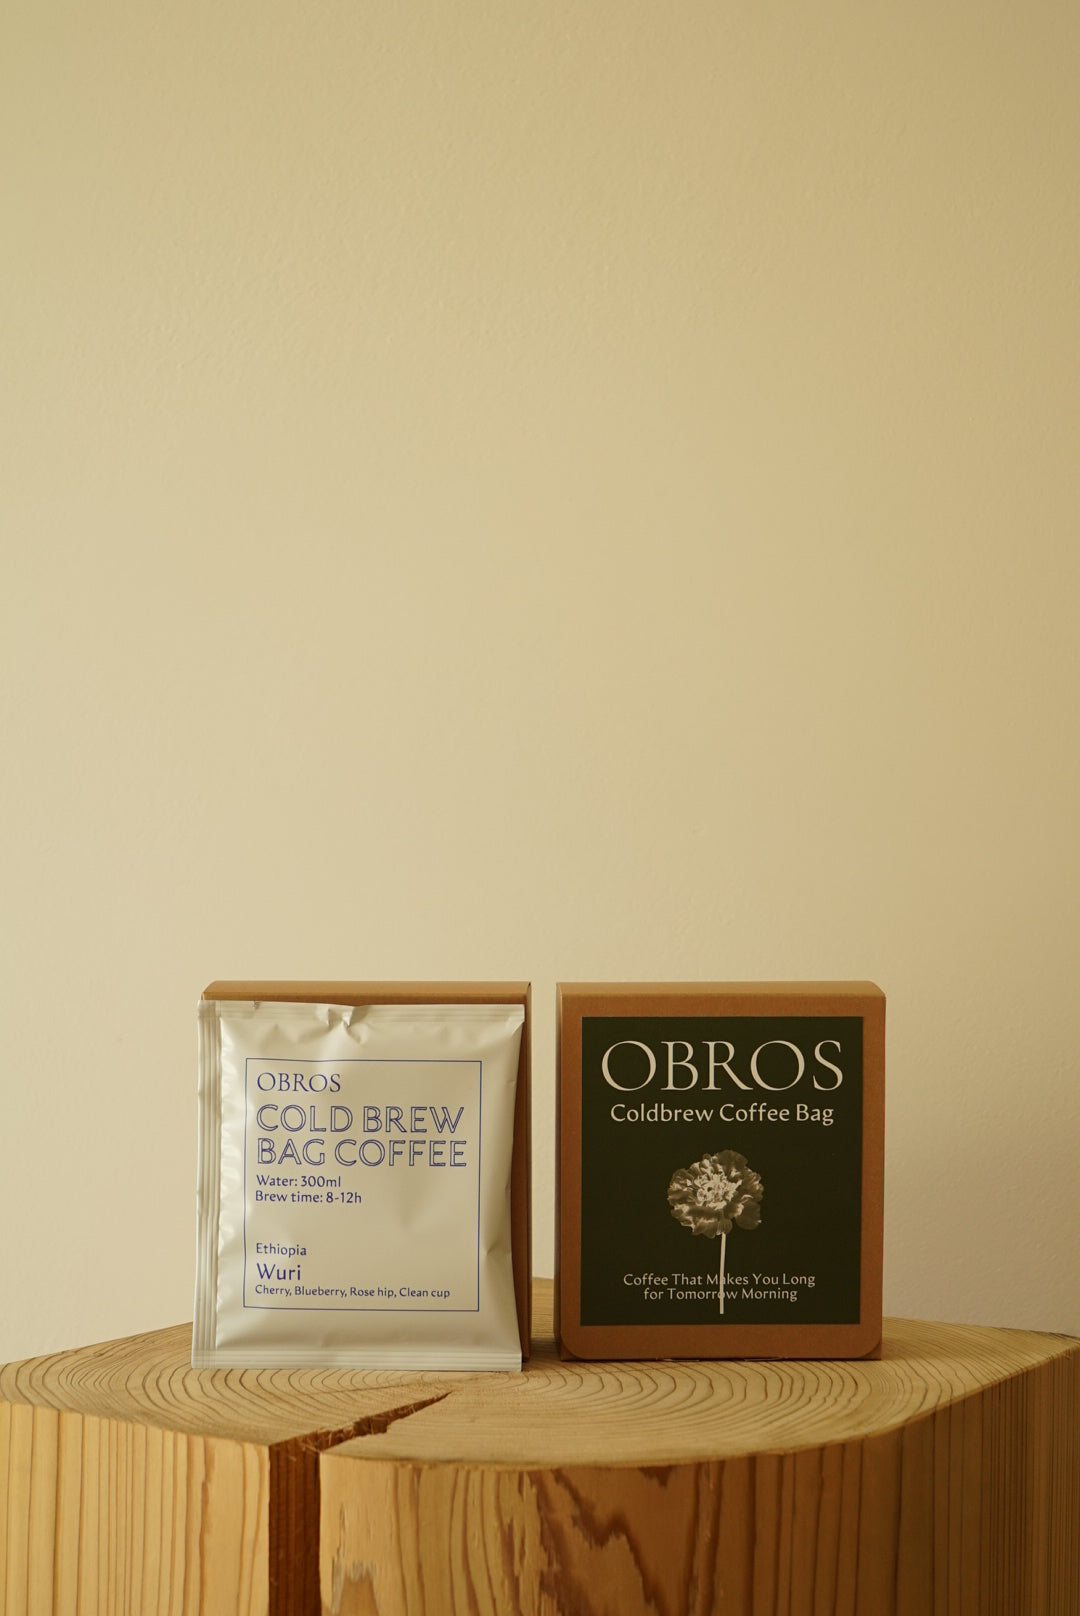 OBROS
COLD BREW
BAG COFFEE
Water: 300ml
Brew time: 8-12h
Ethiopia
Wuri
Cherry, Blueberry, Rose hip, Clean cup
OBROS
Coldbrew Coffee Bag
Coffee That Makes You Long
for Tomorrow Morning